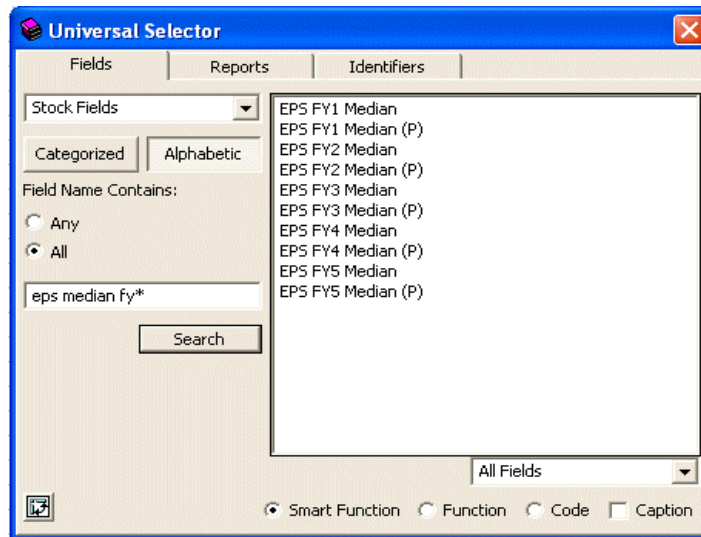 Universal Selector
Fields Reports Identifiers
Stock Fields
Categorized Alphabetic
Field Name Contains:
Any
All
eps median fy*
Search
EPS FY1 Median
EPS FY1 Median (P)
EPS FY2 Median
EPS FY2 Median (P)
EPS FY3 Median
EPS FY3 Median (P)
EPS FY4 Median
EPS FY4 Median (P)
EPS FY5 Median
EPS FY5 Median (P)
All Fields
Smart Function Function Code Caption